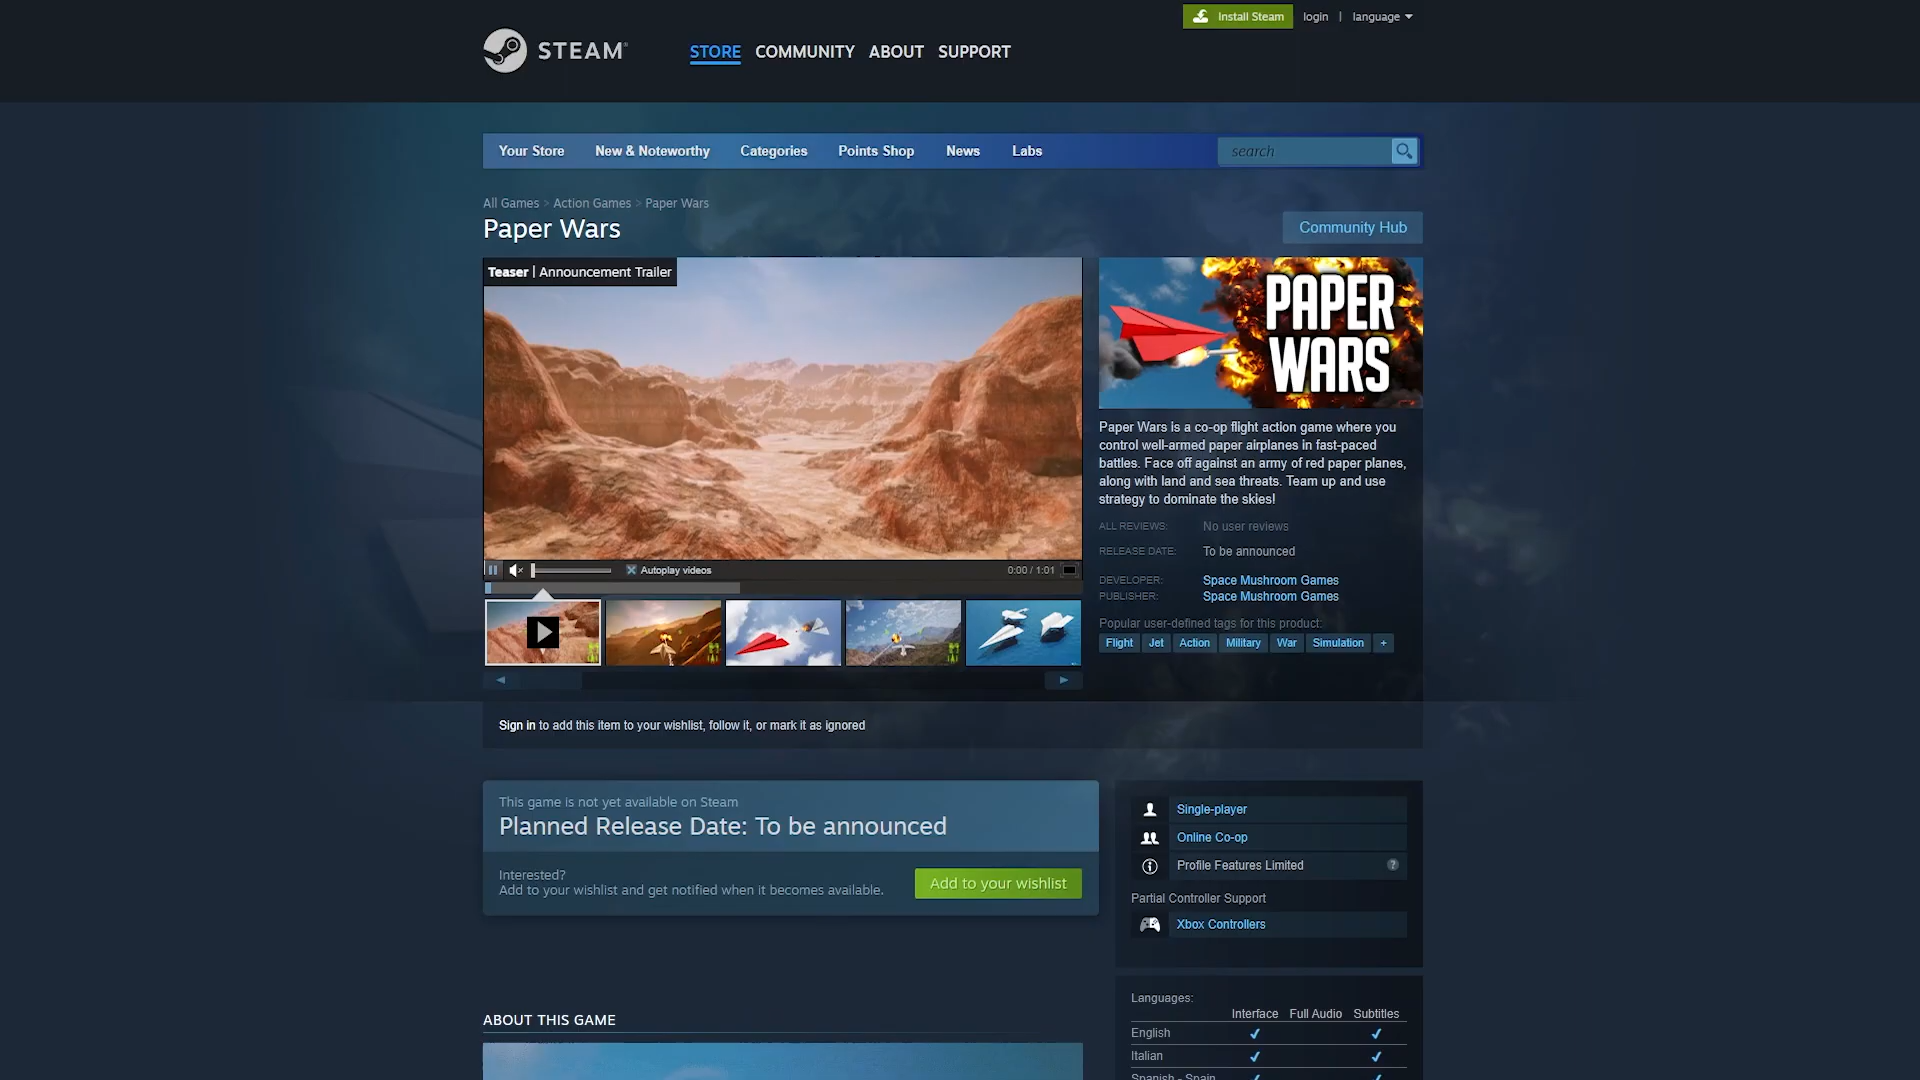 Install Steam login | language
STEAM
STORE COMMUNITY ABOUT SUPPORT
Your Store New & Noteworthy Categories Points Shop News Labs search
All Games > Action Games > Paper Wars
Paper Wars
Community Hub
Teaser | Announcement Trailer
PAPER
WARS
Paper Wars is a co-op flight action game where you
control well-armed paper airplanes in fast-paced
battles. Face off against an army of red paper planes,
along with land and sea threats. Team up and use
strategy to dominate the skies!
ALL REVIEWS: No user reviews
RELEASE DATE: To be announced
DEVELOPER: Space Mushroom Games
PUBLISHER: Space Mushroom Games
Popular user-defined tags for this product:
Flight Jet Action Military War Simulation +
Autoplay videos 0:00 / 1:01
Sign in to add this item to your wishlist, follow it, or mark it as ignored
This game is not yet available on Steam
Planned Release Date: To be announced
Interested?
Add to your wishlist and get notified when it becomes available.
Add to your wishlist
Single-player
Online Co-op
Profile Features Limited ?
Partial Controller Support
Xbox Controllers
ABOUT THIS GAME
Languages:
Interface Full Audio Subtitles
English
Italian
Spanish - Spain